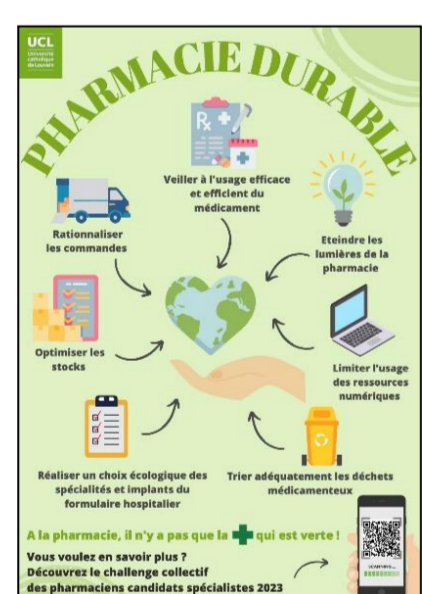 UCL
Université
catholique
de Louvain
PHARMACIE DURABLE
Rx
Veiller à l'usage efficace
et efficient du
médicament
Rationnaliser
les commandes
Eteindre les
lumières de la
pharmacie
Optimiser les
stocks
Limiter l'usage
des ressources
numériques
Réaliser un choix écologique des
spécialités et implants du
formulaire hospitalier
Trier adéquatement les déchets
médicamenteux
A la pharmacie, il n'y a pas que la qui est verte !
Vous voulez en savoir plus ?
Découvrez le challenge collectif
des pharmaciens candidats spécialistes 2023